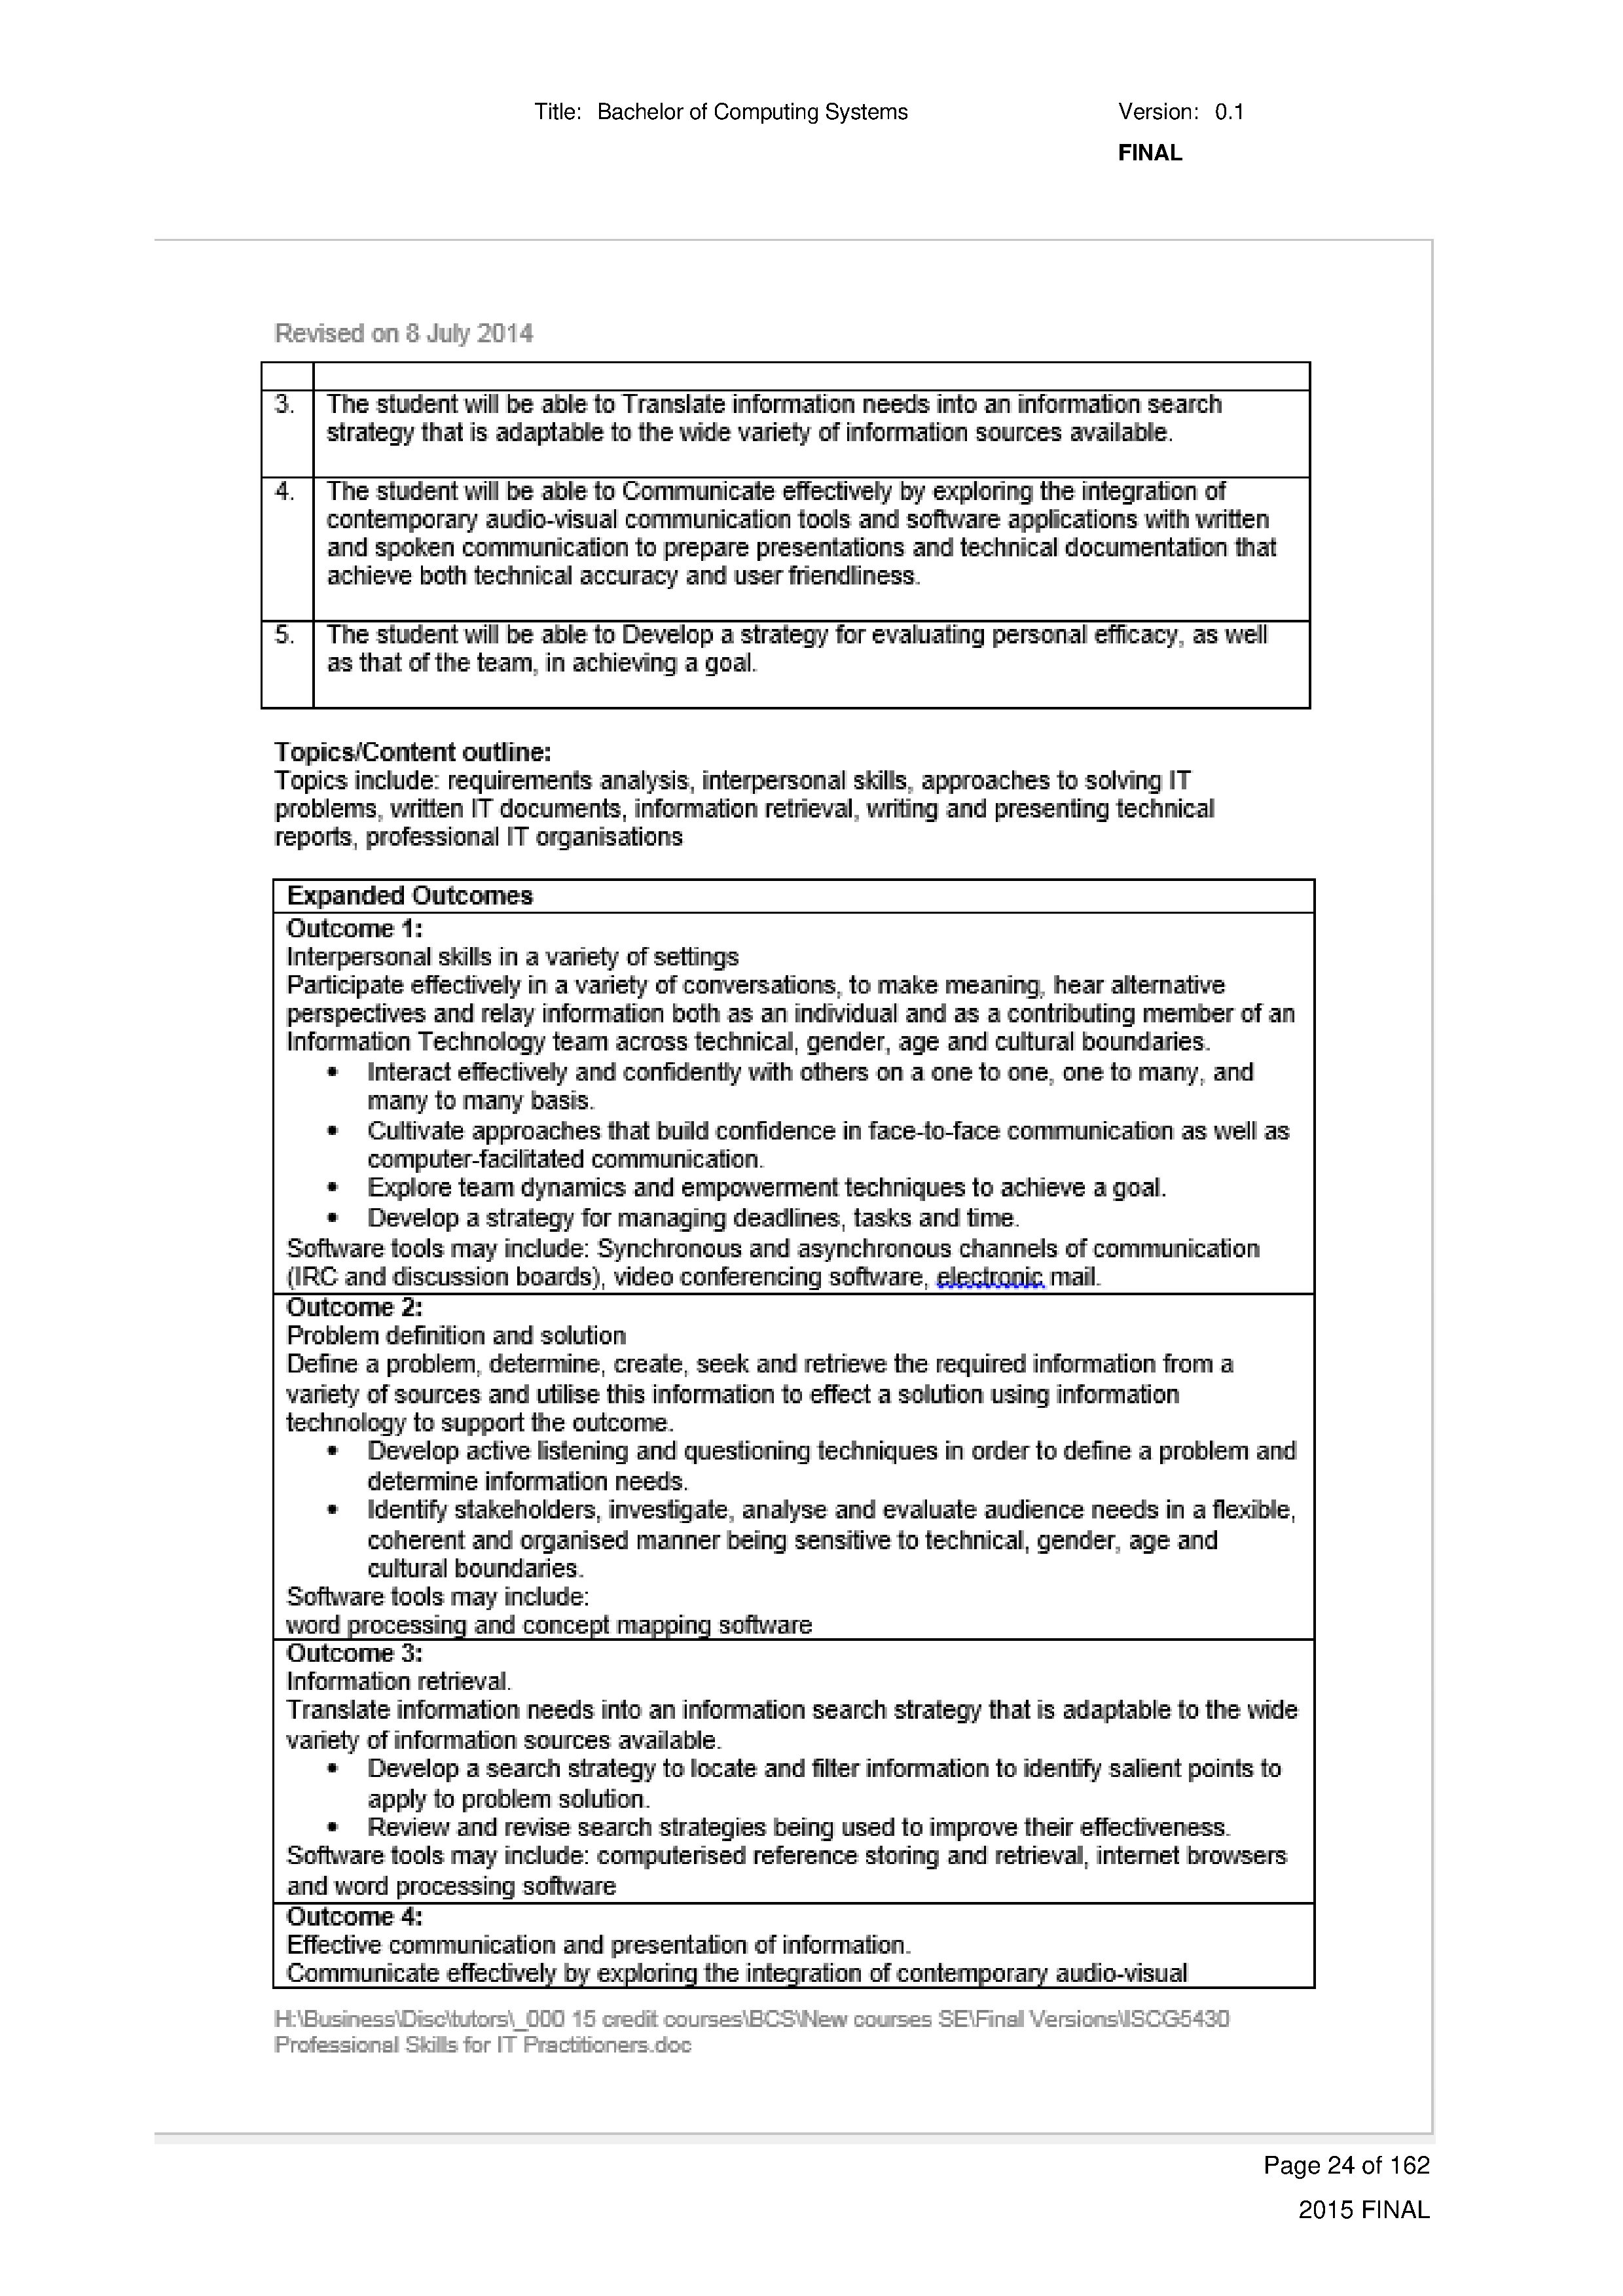 Title: Bachelor of Computing Systems Version: 0.1
FINAL
Revised on 8 July 2014
3. The student will be able to Translate information needs into an information search
strategy that is adaptable to the wide variety of information sources available.
4. The student will be able to Communicate effectively by exploring the integration of
contemporary audio-visual communication tools and software applications with written
and spoken communication to prepare presentations and technical documentation that
achieve both technical accuracy and user friendliness.
5. The student will be able to Develop a strategy for evaluating personal efficacy, as well
as that of the team, in achieving a goal.
Topics/Content outline:
Topics include: requirements analysis, interpersonal skills, approaches to solving IT
problems, written IT documents, information retrieval, writing and presenting technical
reports, professional IT organisations
Expanded Outcomes
Outcome 1:
Interpersonal skills in a variety of settings
Participate effectively in a variety of conversations, to make meaning, hear alternative
perspectives and relay information both as an individual and as a contributing member of an
Information Technology team across technical, gender, age and cultural boundaries.
• Interact effectively and confidently with others on a one to one, one to many, and
many to many basis.
• Cultivate approaches that build confidence in face-to-face communication as well as
computer-facilitated communication.
• Explore team dynamics and empowerment techniques to achieve a goal.
• Develop a strategy for managing deadlines, tasks and time.
Software tools may include: Synchronous and asynchronous channels of communication
(IRC and discussion boards), video conferencing software, electronic mail.
Outcome 2:
Problem definition and solution
Define a problem, determine, create, seek and retrieve the required information from a
variety of sources and utilise this information to effect a solution using information
technology to support the outcome.
• Develop active listening and questioning techniques in order to define a problem and
determine information needs.
• Identify stakeholders, investigate, analyse and evaluate audience needs in a flexible,
coherent and organised manner being sensitive to technical, gender, age and
cultural boundaries.
Software tools may include:
word processing and concept mapping software
Outcome 3:
Information retrieval.
Translate information needs into an information search strategy that is adaptable to the wide
variety of information sources available.
• Develop a search strategy to locate and filter information to identify salient points to
apply to problem solution.
• Review and revise search strategies being used to improve their effectiveness.
Software tools may include: computerised reference storing and retrieval, internet browsers
and word processing software
Outcome 4:
Effective communication and presentation of information.
Communicate effectively by exploring the integration of contemporary audio-visual
H:\Business\Disc\tutors\_000 15 credit courses\BCS\New courses SE\Final Versions\ISCG5430
Professional Skills for IT Practitioners.doc
Page 24 of 162
2015 FINAL